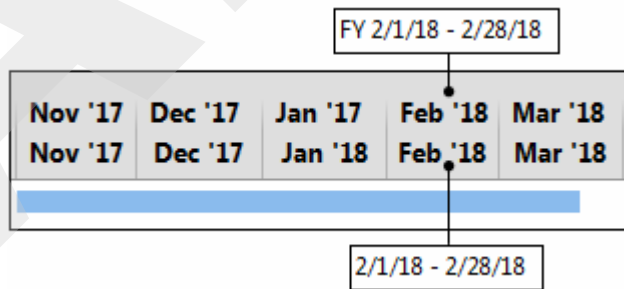 FY 2/1/18 - 2/28/18
Nov '17 Dec '17 Jan '17 Feb '18 Mar '18
Nov '17 Dec '17 Jan '18 Feb '18 Mar '18
2/1/18 - 2/28/18